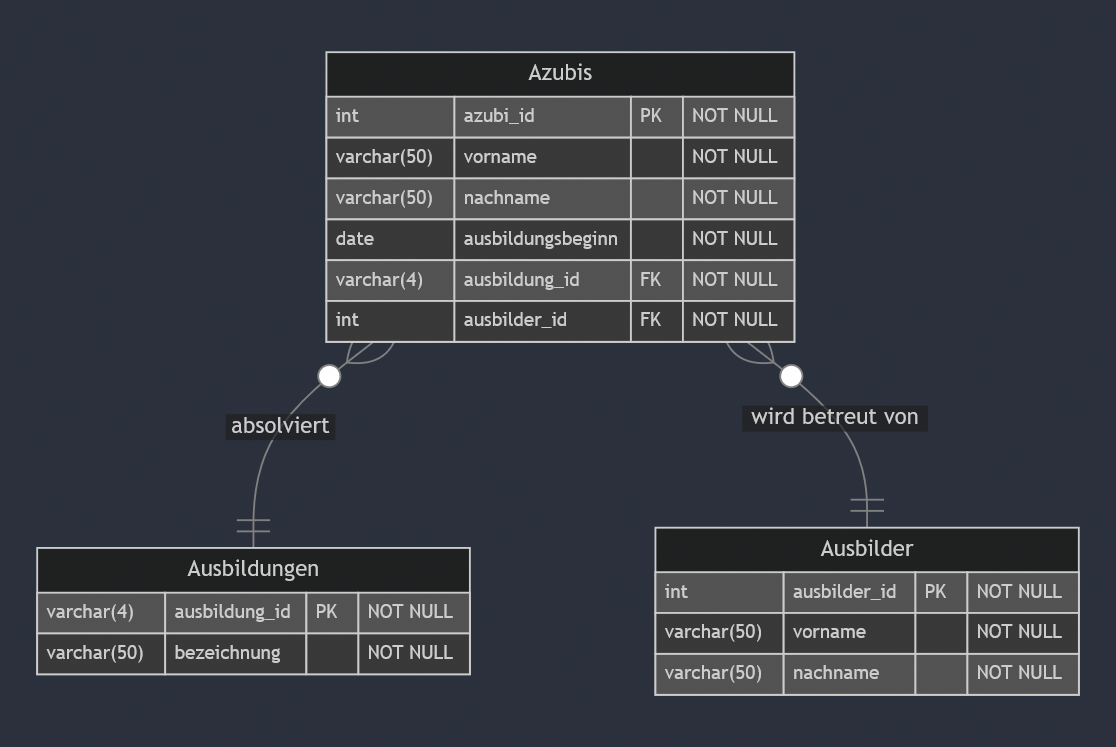 Azubis
int azubi_id PK NOT NULL
varchar(50) vorname NOT NULL
varchar(50) nachname NOT NULL
date ausbildungsbeginn NOT NULL
varchar(4) ausbildung_id FK NOT NULL
int ausbilder_id FK NOT NULL
absolviert
wird betreut von
Ausbildungen
varchar(4) ausbildung_id PK NOT NULL
varchar(50) bezeichnung NOT NULL
Ausbilder
int ausbilder_id PK NOT NULL
varchar(50) vorname NOT NULL
varchar(50) nachname NOT NULL